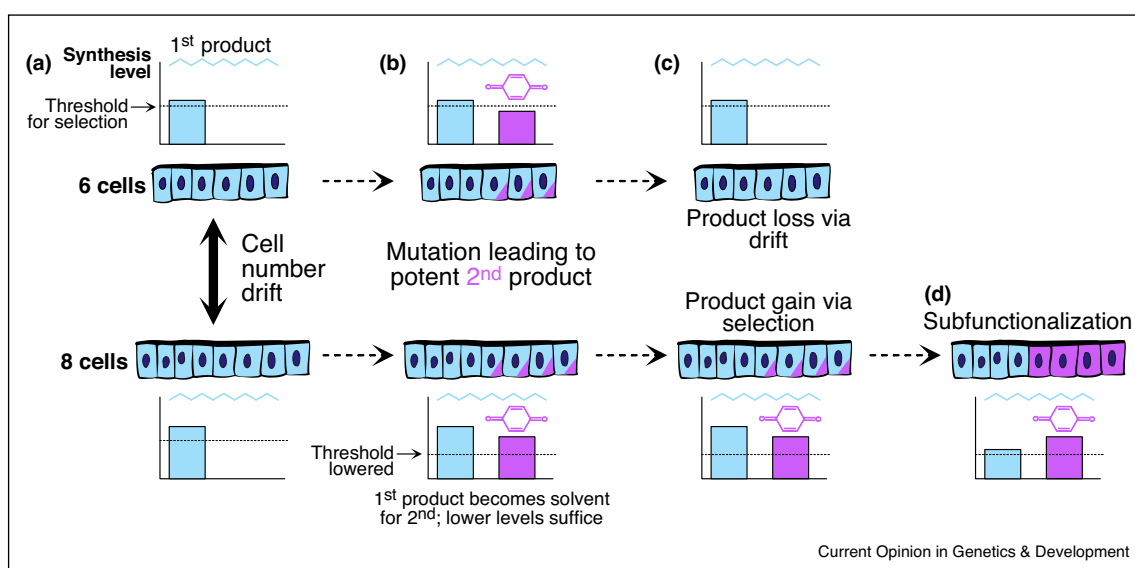 (a)
Synthesis
level
1st product
Threshold
for selection
6 cells
(b)
(c)
Cell
number
drift
Mutation leading to
potent 2nd product
Product loss via
drift
8 cells
Product gain via
selection
(d)
Subfunctionalization
Threshold
lowered
1st product becomes solvent
for 2nd; lower levels suffice
Current Opinion in Genetics & Development